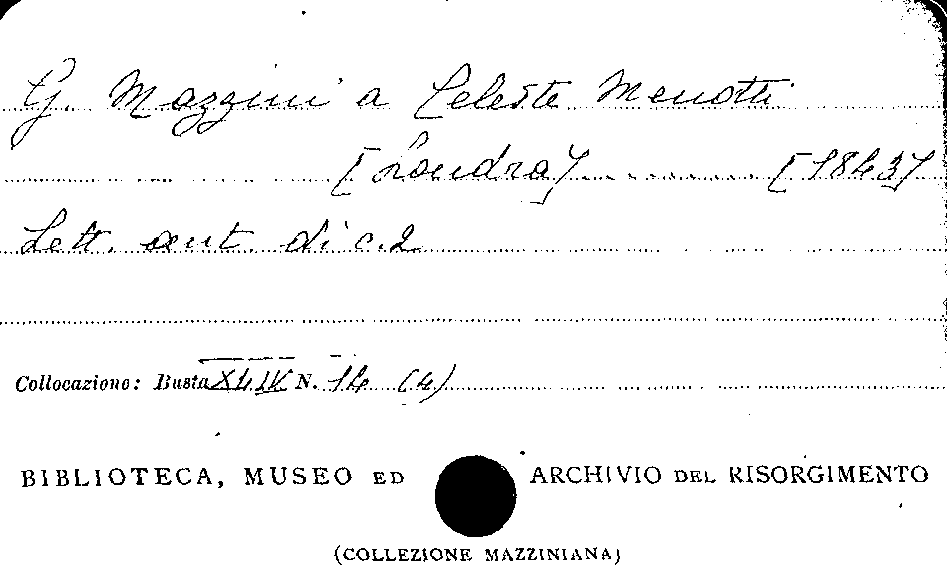 G. Mazzini a Celeste Menotti
[Londra] [1843]
Lett. aut. di c. 2
Collocazione: Busta XLIV N. 14 (4)
BIBLIOTECA, MUSEO ED ARCHIVIO DEL RISORGIMENTO
(COLLEZIONE MAZZINIANA)